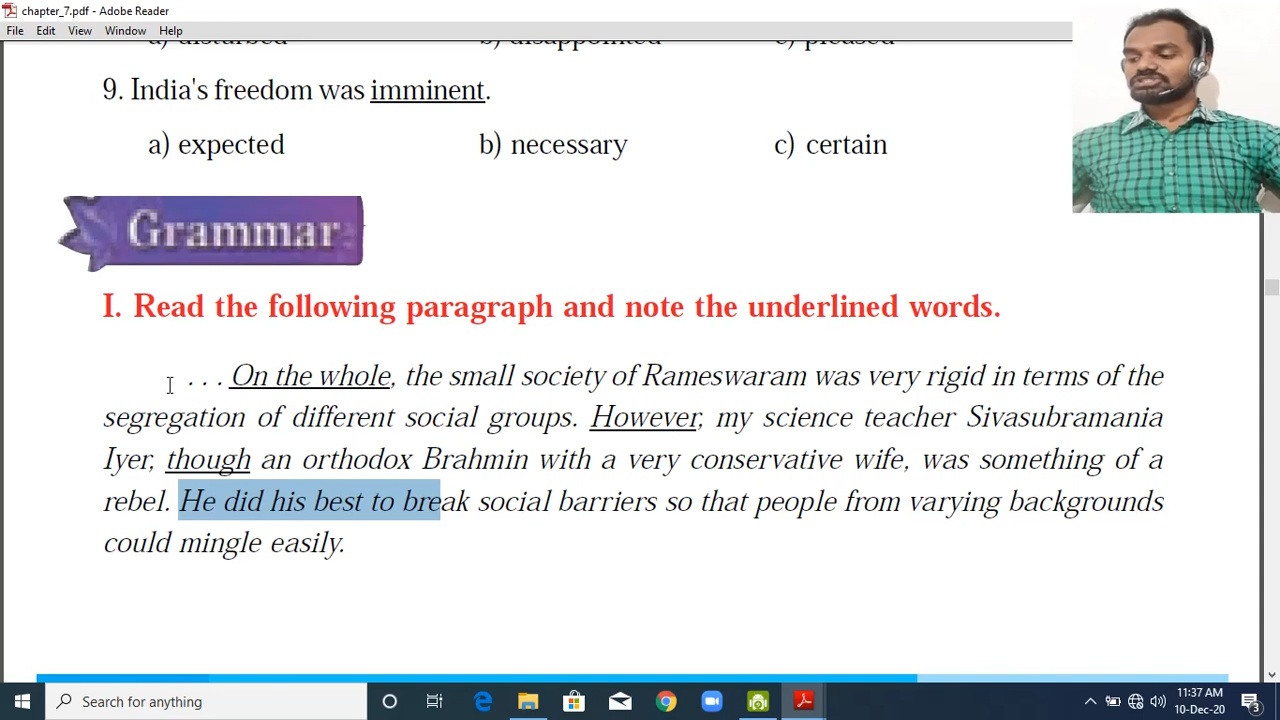 chapter_7.pdf - Adobe Reader
File Edit View Window Help
a) disturbed b) disappointed c) pleased
9. India's freedom was imminent.
a) expected b) necessary c) certain
Grammar
I. Read the following paragraph and note the underlined words.
. . . On the whole, the small society of Rameswaram was very rigid in terms of the
segregation of different social groups. However, my science teacher Sivasubramania
Iyer, though an orthodox Brahmin with a very conservative wife, was something of a
rebel. He did his best to break social barriers so that people from varying backgrounds
could mingle easily.
Search for anything
11:37 AM
10-Dec-20
3